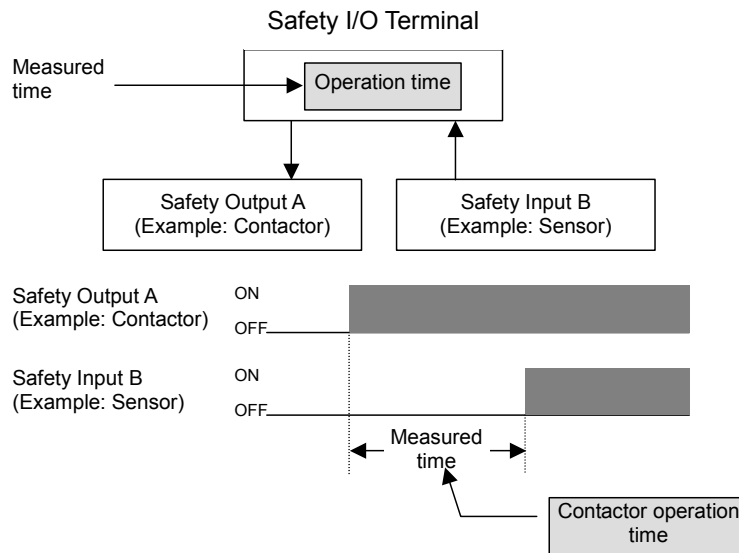 Safety I/O Terminal
Measured
time
Operation time
Safety Output A
(Example: Contactor)
Safety Input B
(Example: Sensor)
Safety Output A
(Example: Contactor)
ON
OFF
Safety Input B
(Example: Sensor)
ON
OFF
Measured
time
Contactor operation
time